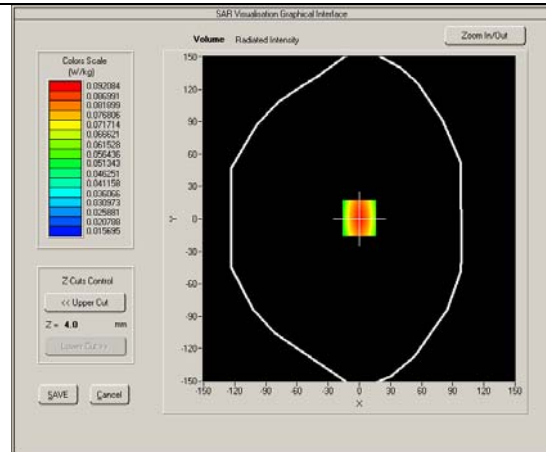 SAR Visualisation Graphical Interface
Volume Radiated Intensity
Zoom In/Out
Colors Scale
(W/kg)
0.092084
0.086991
0.081899
0.076806
0.071714
0.066621
0.061528
0.056436
0.051343
0.046251
0.041158
0.036066
0.030973
0.025881
0.020788
0.015695
Z Cuts Control
<< Upper Cut
Z = 4.0 mm
Lower Cut >>
SAVE Cancel
150
120
90
60
30
0
-30
-60
-90
-120
-150
Y
-150 -120 -90 -60 -30 0 30 60 90 120 150
X